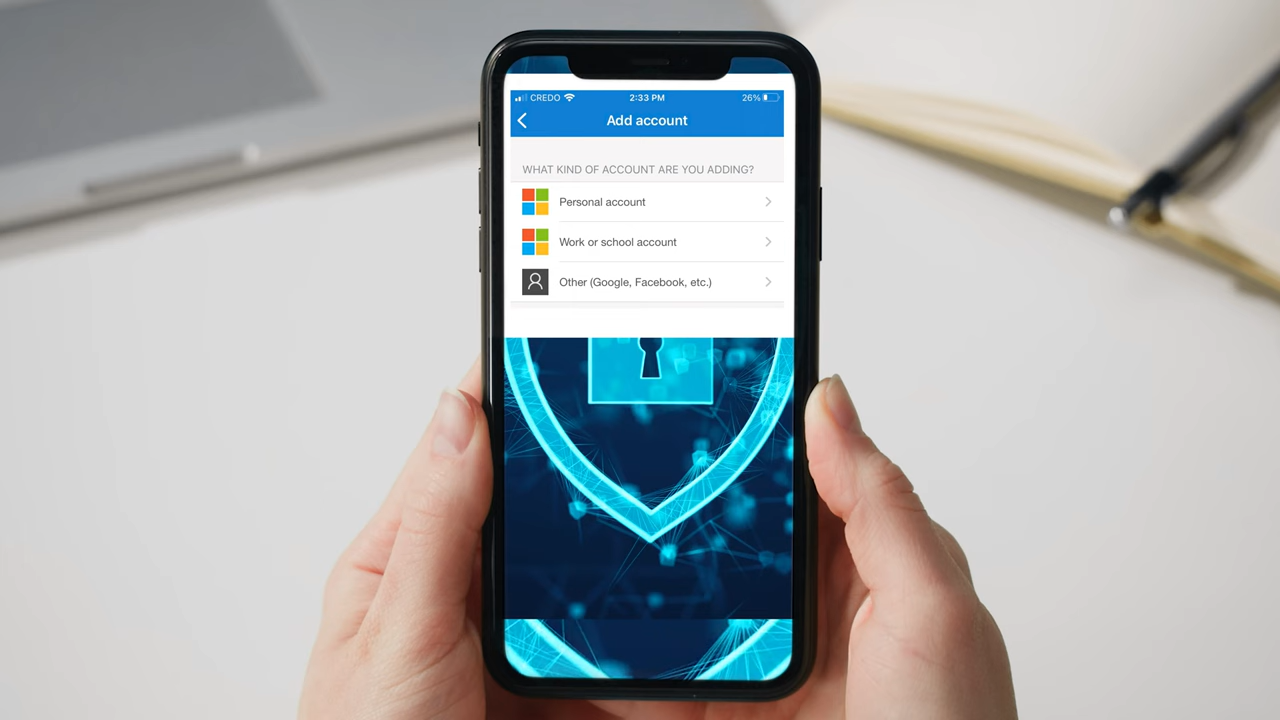 CREDO 2:33 PM 26%
Add account
WHAT KIND OF ACCOUNT ARE YOU ADDING?
Personal account
Work or school account
Other (Google, Facebook, etc.)